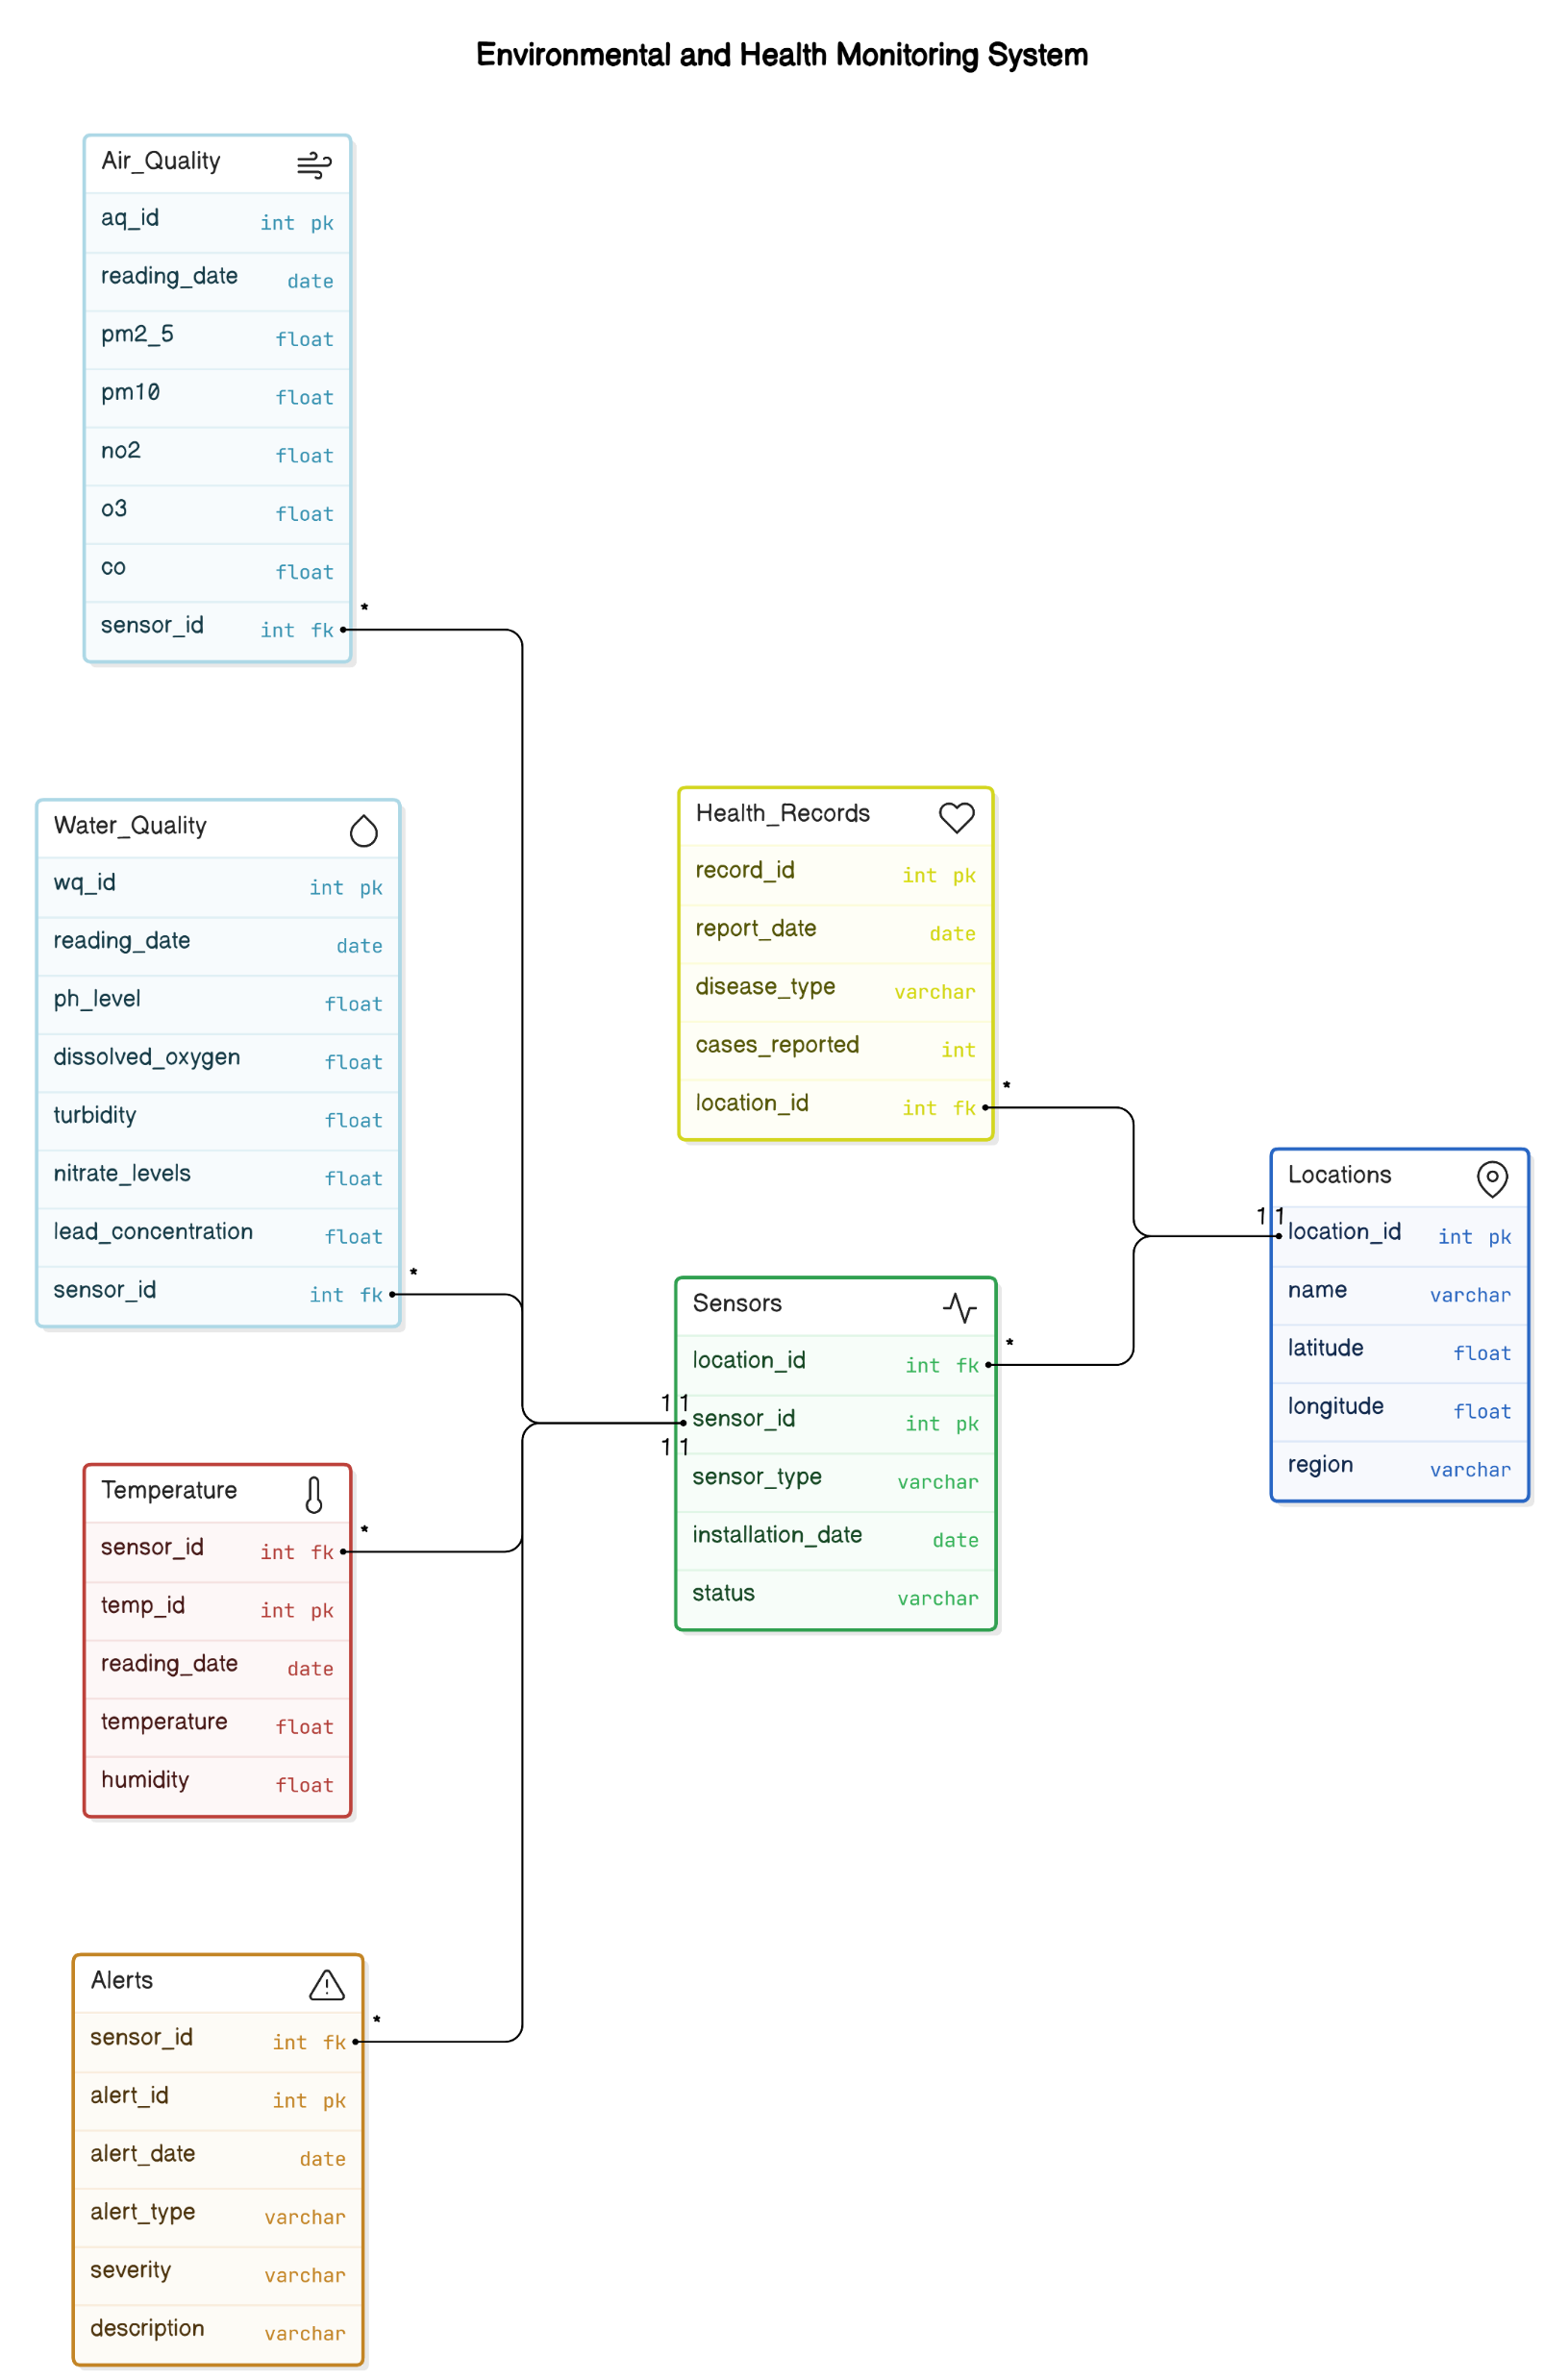 Environmental and Health Monitoring System
Air_Quality
aq_id int pk
reading_date date
pm2_5 float
pm10 float
no2 float
o3 float
co float
sensor_id int fk
*
Water_Quality
wq_id int pk
reading_date date
ph_level float
dissolved_oxygen float
turbidity float
nitrate_levels float
lead_concentration float
sensor_id int fk
*
Temperature
sensor_id int fk
*
temp_id int pk
reading_date date
temperature float
humidity float
Alerts
sensor_id int fk
*
alert_id int pk
alert_date date
alert_type varchar
severity varchar
description varchar
Health_Records
record_id int pk
report_date date
disease_type varchar
cases_reported int
location_id int fk
*
Sensors
location_id int fk
*
1 1
sensor_id int pk
1 1
sensor_type varchar
installation_date date
status varchar
Locations
1 1
location_id int pk
name varchar
latitude float
longitude float
region varchar